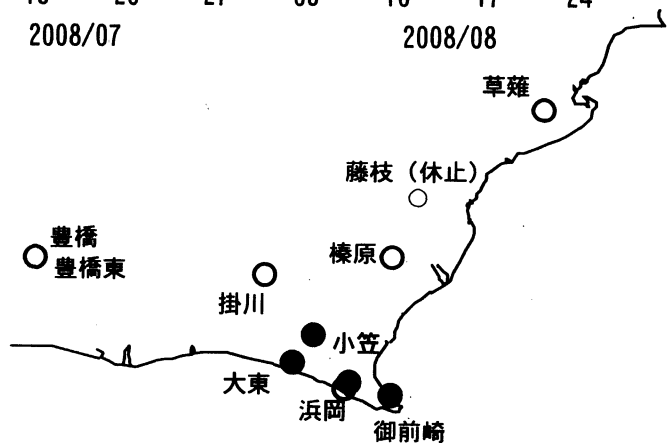 2008/07 2008/08
草薙
藤枝（休止）
豊橋
豊橋東
榛原
掛川
小笠
大東
浜岡
御前崎